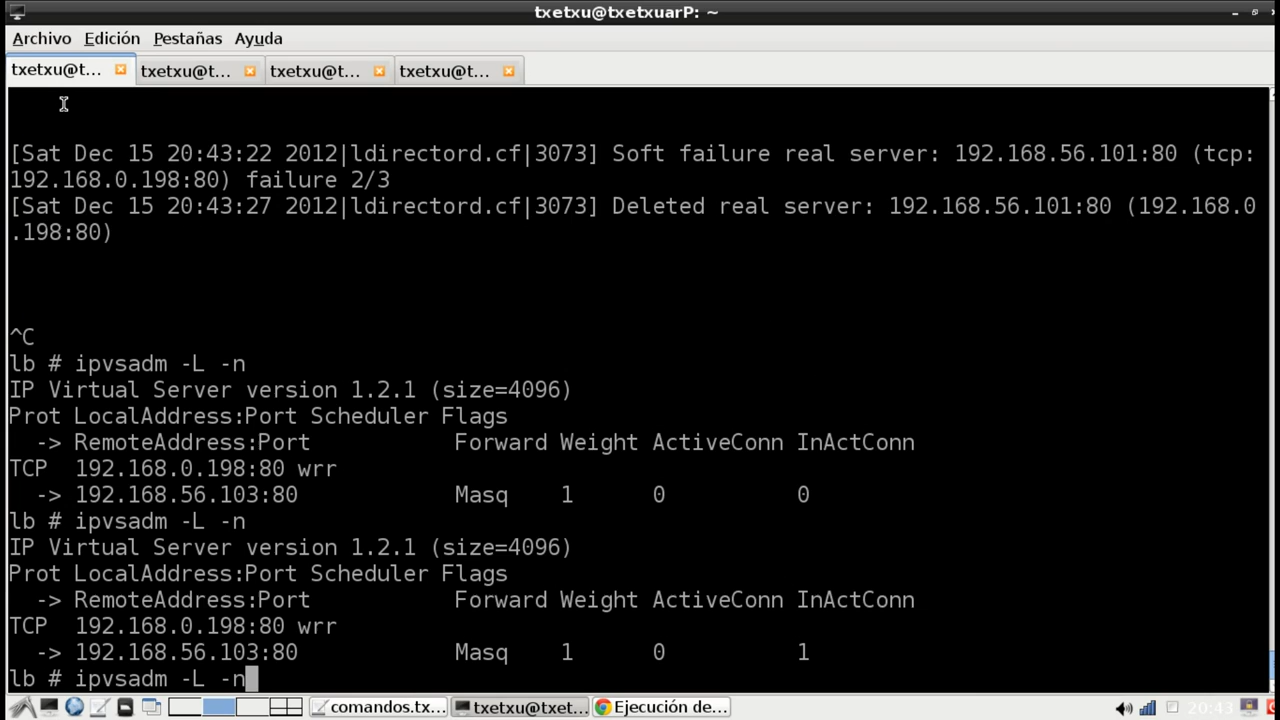 txetxu@txetxuarP: ~
Archivo Edición Pestañas Ayuda
txetxu@t... txetxu@t... txetxu@t... txetxu@t...
[Sat Dec 15 20:43:22 2012|ldirectord.cf|3073] Soft failure real server: 192.168.56.101:80 (tcp:
192.168.0.198:80) failure 2/3
[Sat Dec 15 20:43:27 2012|ldirectord.cf|3073] Deleted real server: 192.168.56.101:80 (192.168.0
.198:80)
^C
lb # ipvsadm -L -n
IP Virtual Server version 1.2.1 (size=4096)
Prot LocalAddress:Port Scheduler Flags
-> RemoteAddress:Port Forward Weight ActiveConn InActConn
TCP 192.168.0.198:80 wrr
-> 192.168.56.103:80 Masq 1 0 0
lb # ipvsadm -L -n
IP Virtual Server version 1.2.1 (size=4096)
Prot LocalAddress:Port Scheduler Flags
-> RemoteAddress:Port Forward Weight ActiveConn InActConn
TCP 192.168.0.198:80 wrr
-> 192.168.56.103:80 Masq 1 0 1
lb # ipvsadm -L -n
comandos.tx... txetxu@txet... Ejecución de... 20:43